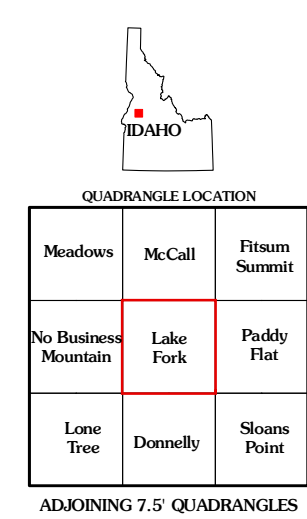 IDAHO
QUADRANGLE LOCATION
Meadows
McCall
Fitsum
Summit
No Business
Mountain
Lake
Fork
Paddy
Flat
Lone
Tree
Donnelly
Sloans
Point
ADJOINING 7.5' QUADRANGLES